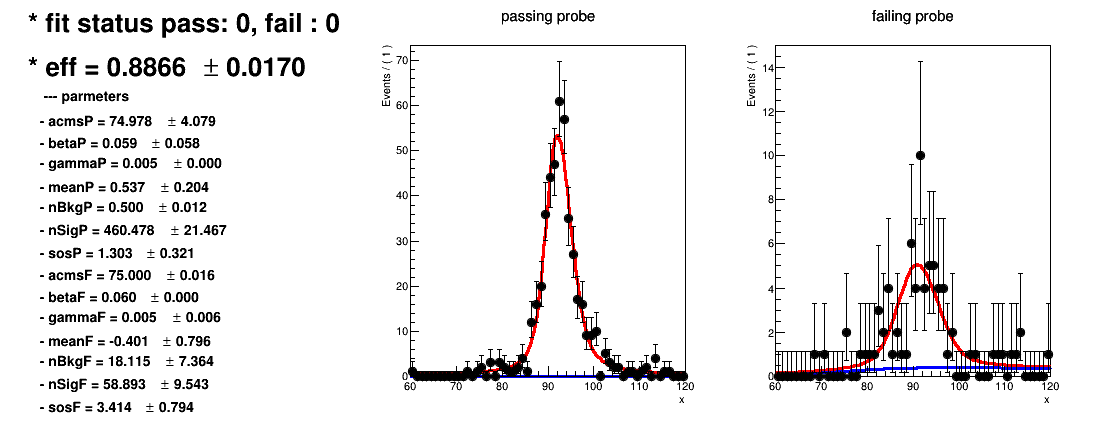 * fit status pass: 0, fail : 0
* eff = 0.8866 ± 0.0170
--- parmeters
- acmsP = 74.978 ± 4.079
- betaP = 0.059 ± 0.058
- gammaP = 0.005 ± 0.000
- meanP = 0.537 ± 0.204
- nBkgP = 0.500 ± 0.012
- nSigP = 460.478 ± 21.467
- sosP = 1.303 ± 0.321
- acmsF = 75.000 ± 0.016
- betaF = 0.060 ± 0.000
- gammaF = 0.005 ± 0.006
- meanF = -0.401 ± 0.796
- nBkgF = 18.115 ± 7.364
- nSigF = 58.893 ± 9.543
- sosF = 3.414 ± 0.794
passing probe
Events / ( 1 )
70
60
50
40
30
20
10
0
60 70 80 90 100 110 120
x
failing probe
Events / ( 1 )
14
12
10
8
6
4
2
0
60 70 80 90 100 110 120
x